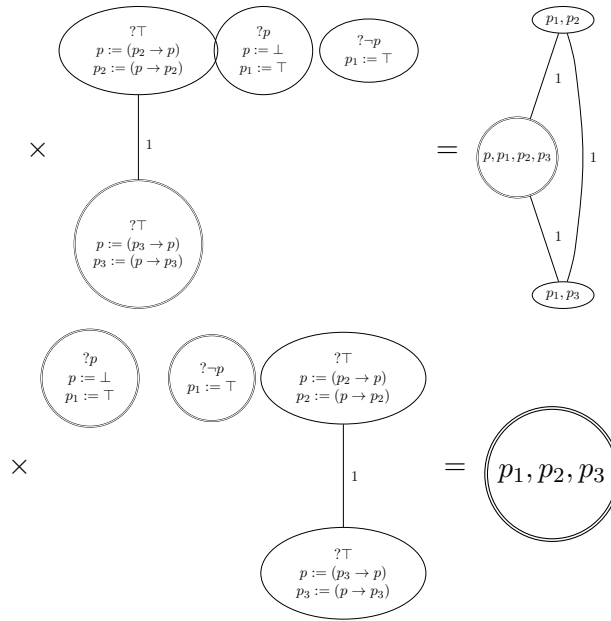 ?⊤
p := (p₂ → p)
p₂ := (p → p₂)
?p
p := ⊥
p₁ := ⊤
?¬p
p₁ := ⊤
p₁, p₂
1
1
×
=
p, p₁, p₂, p₃
1
1
?⊤
p := (p₃ → p)
p₃ := (p → p₃)
p₁, p₃
?p
p := ⊥
p₁ := ⊤
?¬p
p₁ := ⊤
?⊤
p := (p₂ → p)
p₂ := (p → p₂)
×
1
=
p₁, p₂, p₃
?⊤
p := (p₃ → p)
p₃ := (p → p₃)